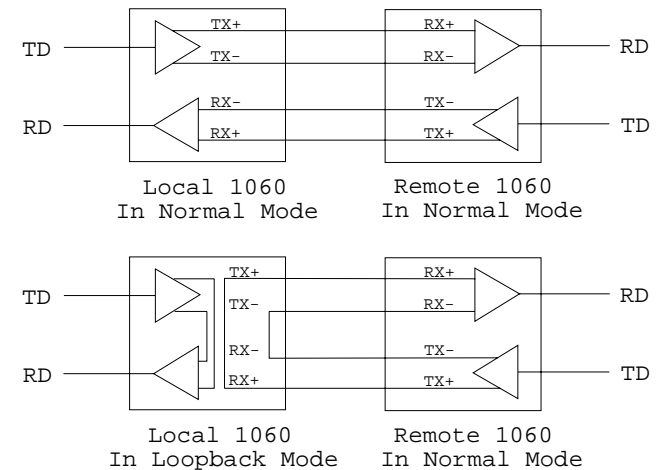 TX+ RX+
TD TX- RX- RD
RX- TX-
RD RX+ TX+ TD
Local 1060 Remote 1060
In Normal Mode In Normal Mode
TX+ RX+
TD TX- RX- RD
RX- TX-
RD RX+ TX+ TD
Local 1060 Remote 1060
In Loopback Mode In Normal Mode